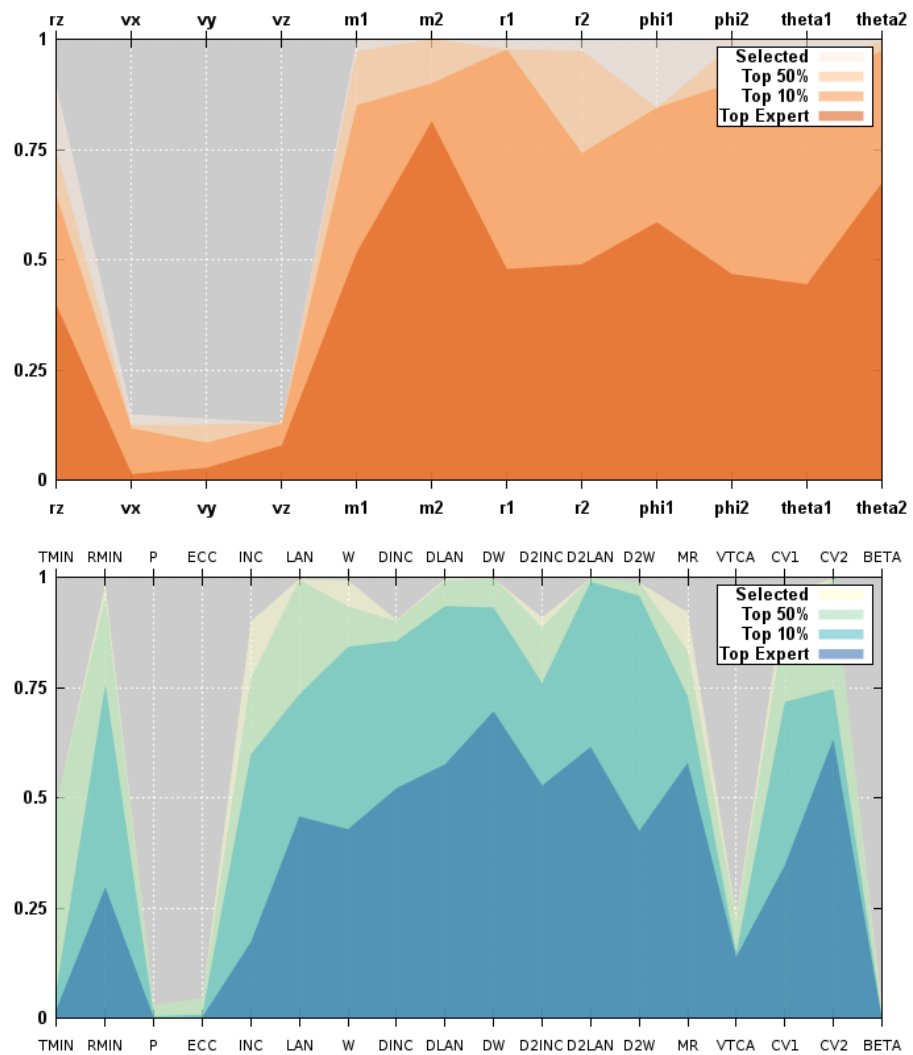 rz vx vy vz m1 m2 r1 r2 phi1 phi2 theta1 theta2
1
Selected
Top 50%
Top 10%
Top Expert
0.75
0.5
0.25
0
rz vx vy vz m1 m2 r1 r2 phi1 phi2 theta1 theta2
TMIN RMIN P ECC INC LAN W DINC DLAN DW D2INC D2LAN D2W MR VTCA CV1 CV2 BETA
1
Selected
Top 50%
Top 10%
Top Expert
0.75
0.5
0.25
0
TMIN RMIN P ECC INC LAN W DINC DLAN DW D2INC D2LAN D2W MR VTCA CV1 CV2 BETA